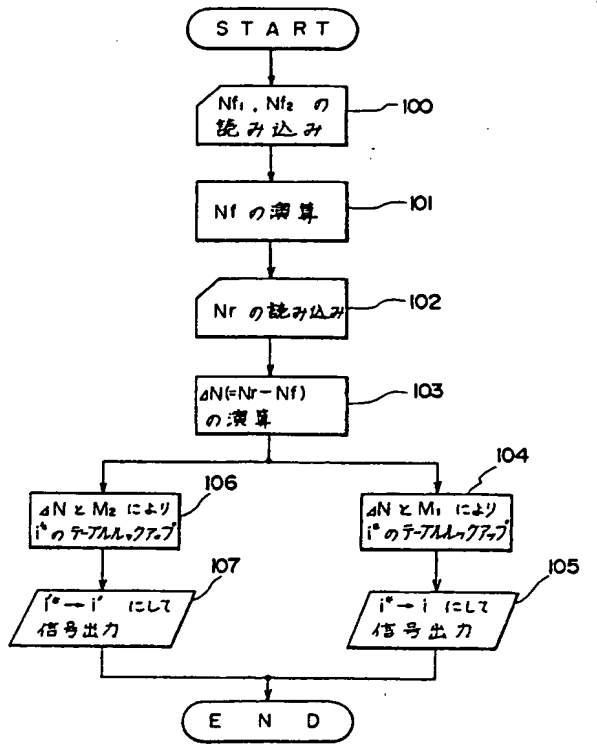 START
Nf₁, Nf₂ の
読み込み
100
Nf の演算
101
Nr の読み込み
102
ΔN(=Nr-Nf)
の演算
103
ΔN と M₂ により
i'* のテーブルルックアップ
106
ΔN と M₁ により
i* のテーブルルックアップ
104
i'* → i' にして
信号出力
107
i* → i にして
信号出力
105
END